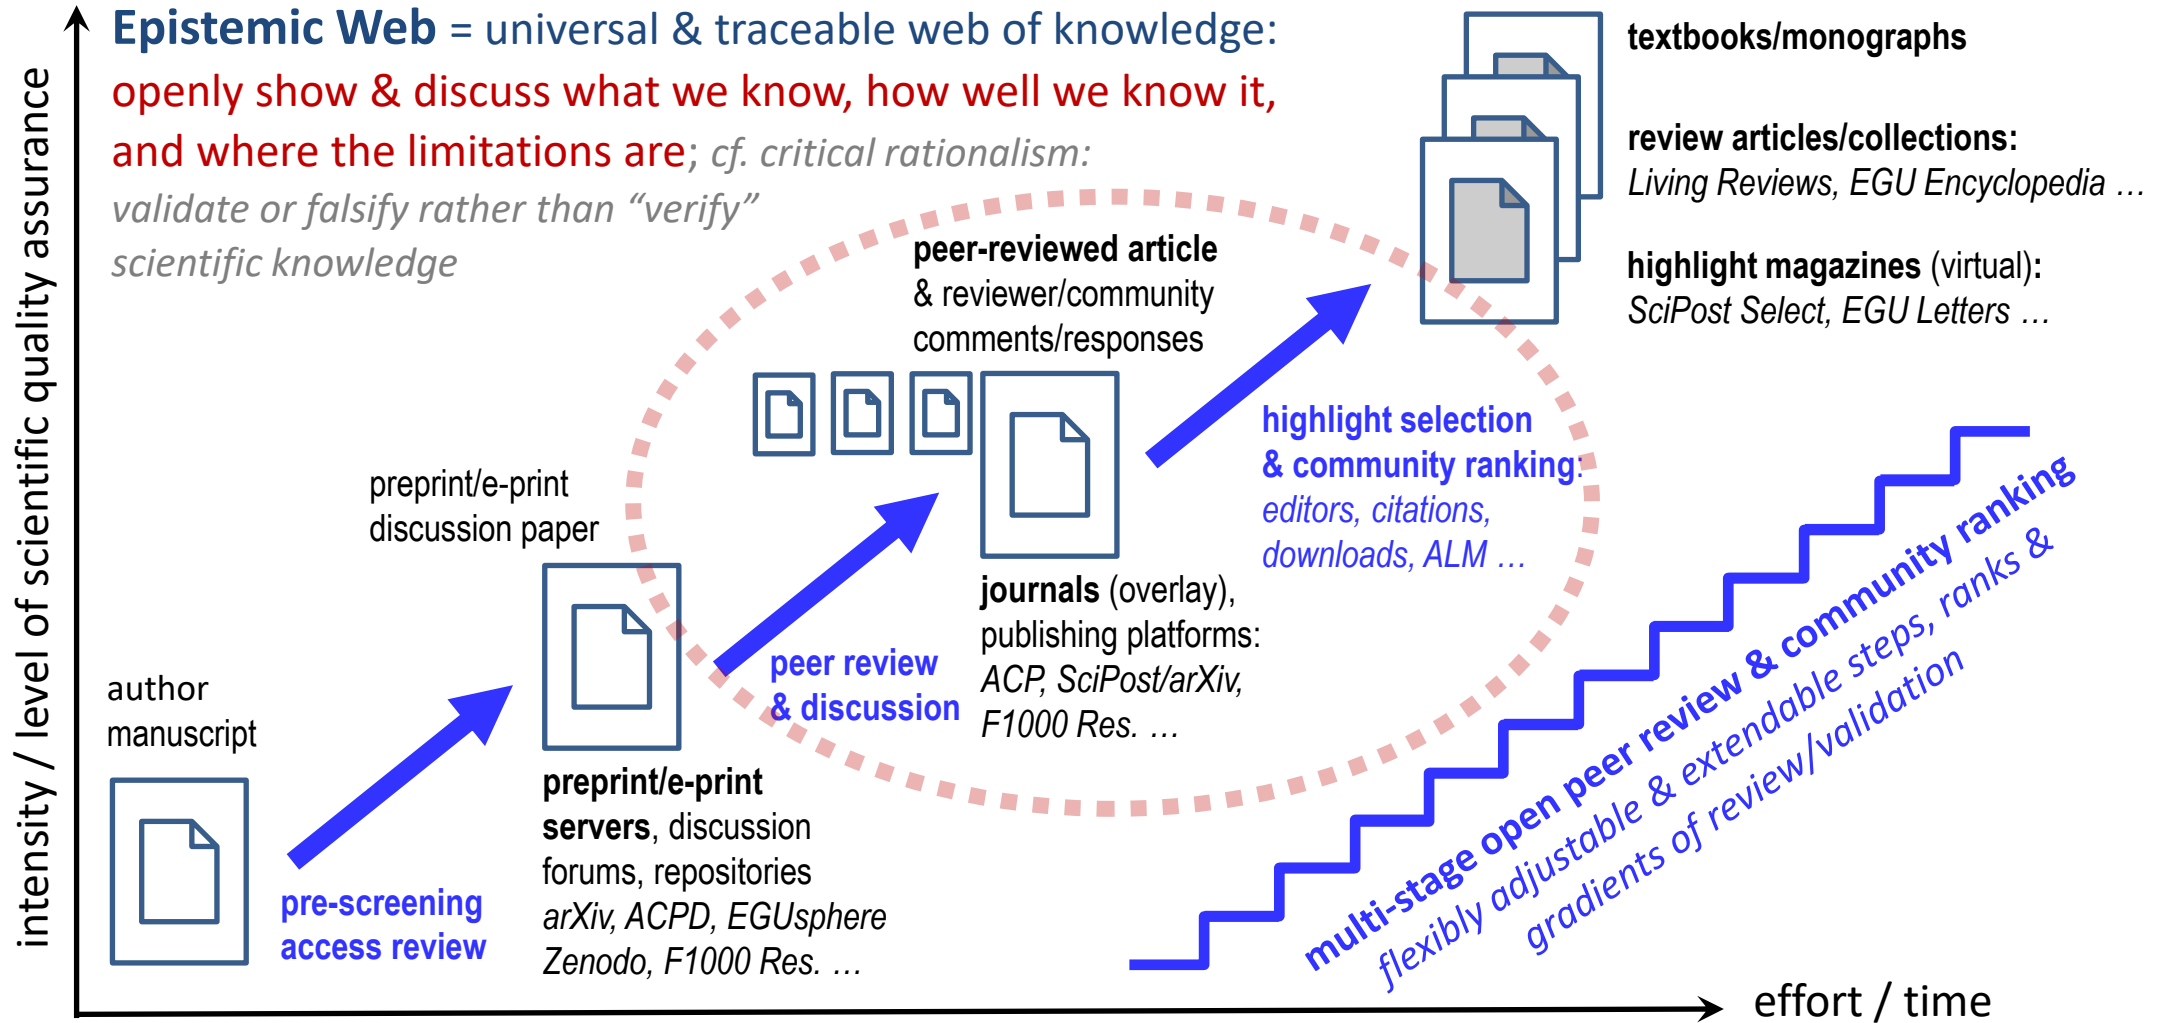 Epistemic Web = universal & traceable web of knowledge:
openly show & discuss what we know, how well we know it,
and where the limitations are; cf. critical rationalism:
validate or falsify rather than “verify”
scientific knowledge
textbooks/monographs
review articles/collections:
Living Reviews, EGU Encyclopedia …
highlight magazines (virtual):
SciPost Select, EGU Letters …
peer-reviewed article
& reviewer/community
comments/responses
highlight selection
& community ranking:
editors, citations,
downloads, ALM …
preprint/e-print
discussion paper
journals (overlay),
publishing platforms:
ACP, SciPost/arXiv,
F1000 Res. …
peer review
& discussion
author
manuscript
preprint/e-print
servers, discussion
forums, repositories
arXiv, ACPD, EGUsphere
Zenodo, F1000 Res. …
pre-screening
access review
multi-stage open peer review & community ranking
flexibly adjustable & extendable steps, ranks &
gradients of review/validation
intensity / level of scientific quality assurance
effort / time